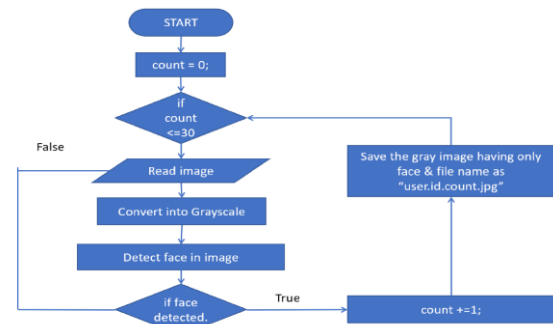 START
count = 0;
if
count
<=30
False
Read image
Save the gray image having only
face & file name as
“user.id.count.jpg”
Convert into Grayscale
Detect face in image
if face
detected.
True
count +=1;